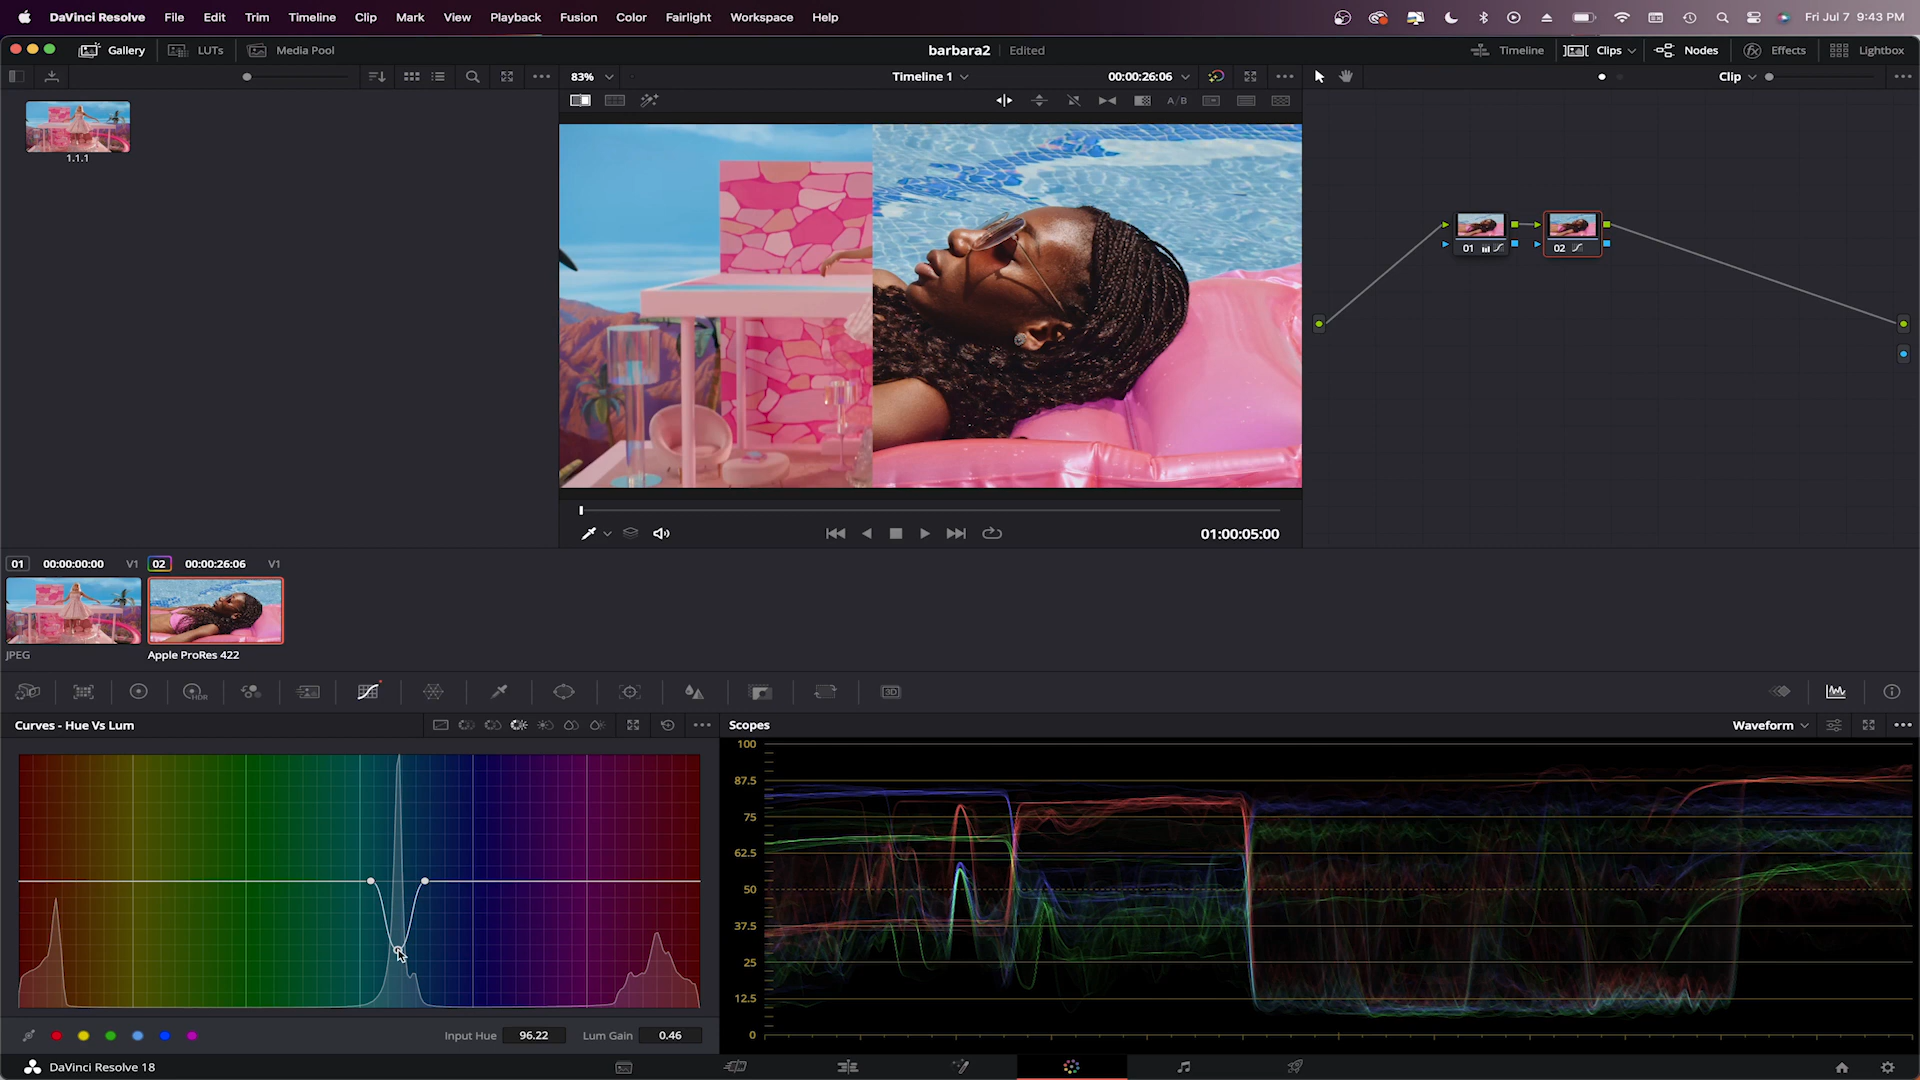 DaVinci Resolve File Edit Trim Timeline Clip Mark View Playback Fusion Color Fairlight Workspace Help Fri Jul 7 9:43 PM
Gallery LUTs Media Pool barbara2 Edited Timeline Clips Nodes Effects Lightbox
83% Timeline 1 00:00:26:06 Clip
A/B
1.1.1
01 02
01:00:05:00
01 00:00:00:00 V1 02 00:00:26:06 V1
JPEG Apple ProRes 422
HDR 3D
Curves - Hue Vs Lum Scopes Waveform
100
87.5
75
62.5
50
37.5
25
12.5
0
Input Hue 96.22 Lum Gain 0.46
DaVinci Resolve 18